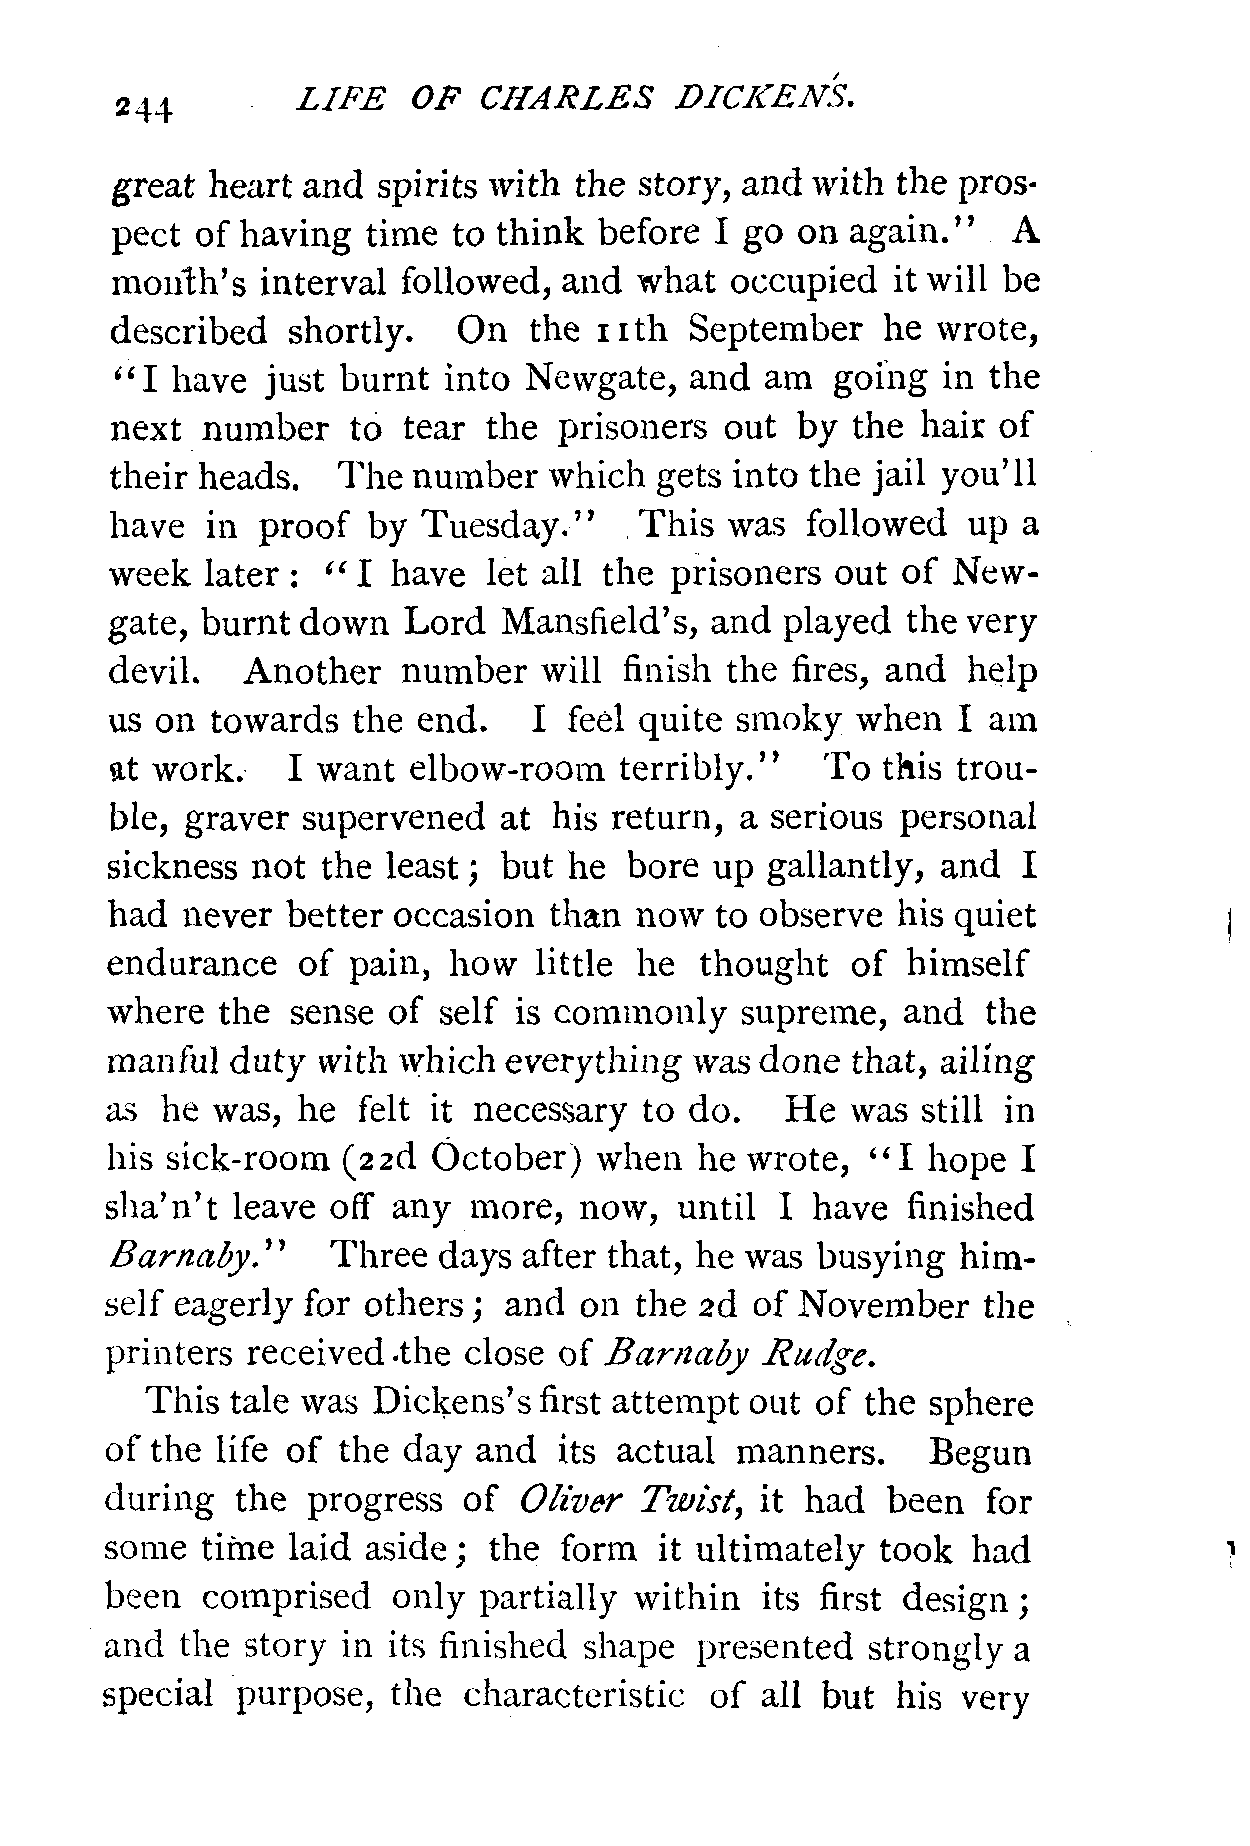 244 LIFE OF CHARLES DICKENS.
great heart and spirits with the story, and with the pros-
pect of having time to think before I go on again." A
month's interval followed, and what occupied it will be
described shortly. On the 11th September he wrote,
"I have just burnt into Newgate, and am going in the
next number to tear the prisoners out by the hair of
their heads. The number which gets into the jail you'll
have in proof by Tuesday." This was followed up a
week later: "I have let all the prisoners out of New-
gate, burnt down Lord Mansfield's, and played the very
devil. Another number will finish the fires, and help
us on towards the end. I feel quite smoky when I am
at work. I want elbow-room terribly." To this trou-
ble, graver supervened at his return, a serious personal
sickness not the least; but he bore up gallantly, and I
had never better occasion than now to observe his quiet
endurance of pain, how little he thought of himself
where the sense of self is commonly supreme, and the
manful duty with which everything was done that, ailing
as he was, he felt it necessary to do. He was still in
his sick-room (22d October) when he wrote, "I hope I
sha'n't leave off any more, now, until I have finished
Barnaby." Three days after that, he was busying him-
self eagerly for others; and on the 2d of November the
printers received the close of Barnaby Rudge.
This tale was Dickens's first attempt out of the sphere
of the life of the day and its actual manners. Begun
during the progress of Oliver Twist, it had been for
some time laid aside; the form it ultimately took had
been comprised only partially within its first design;
and the story in its finished shape presented strongly a
special purpose, the characteristic of all but his very